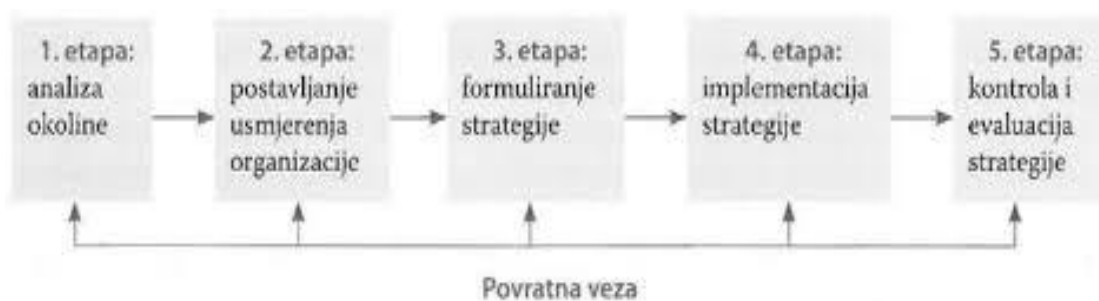 1. etapa:
analiza
okoline
2. etapa:
postavljanje
usmjerenja
organizacije
3. etapa:
formuliranje
strategije
4. etapa:
implementacija
strategije
5. etapa:
kontrola i
evaluacija
strategije
Povratna veza